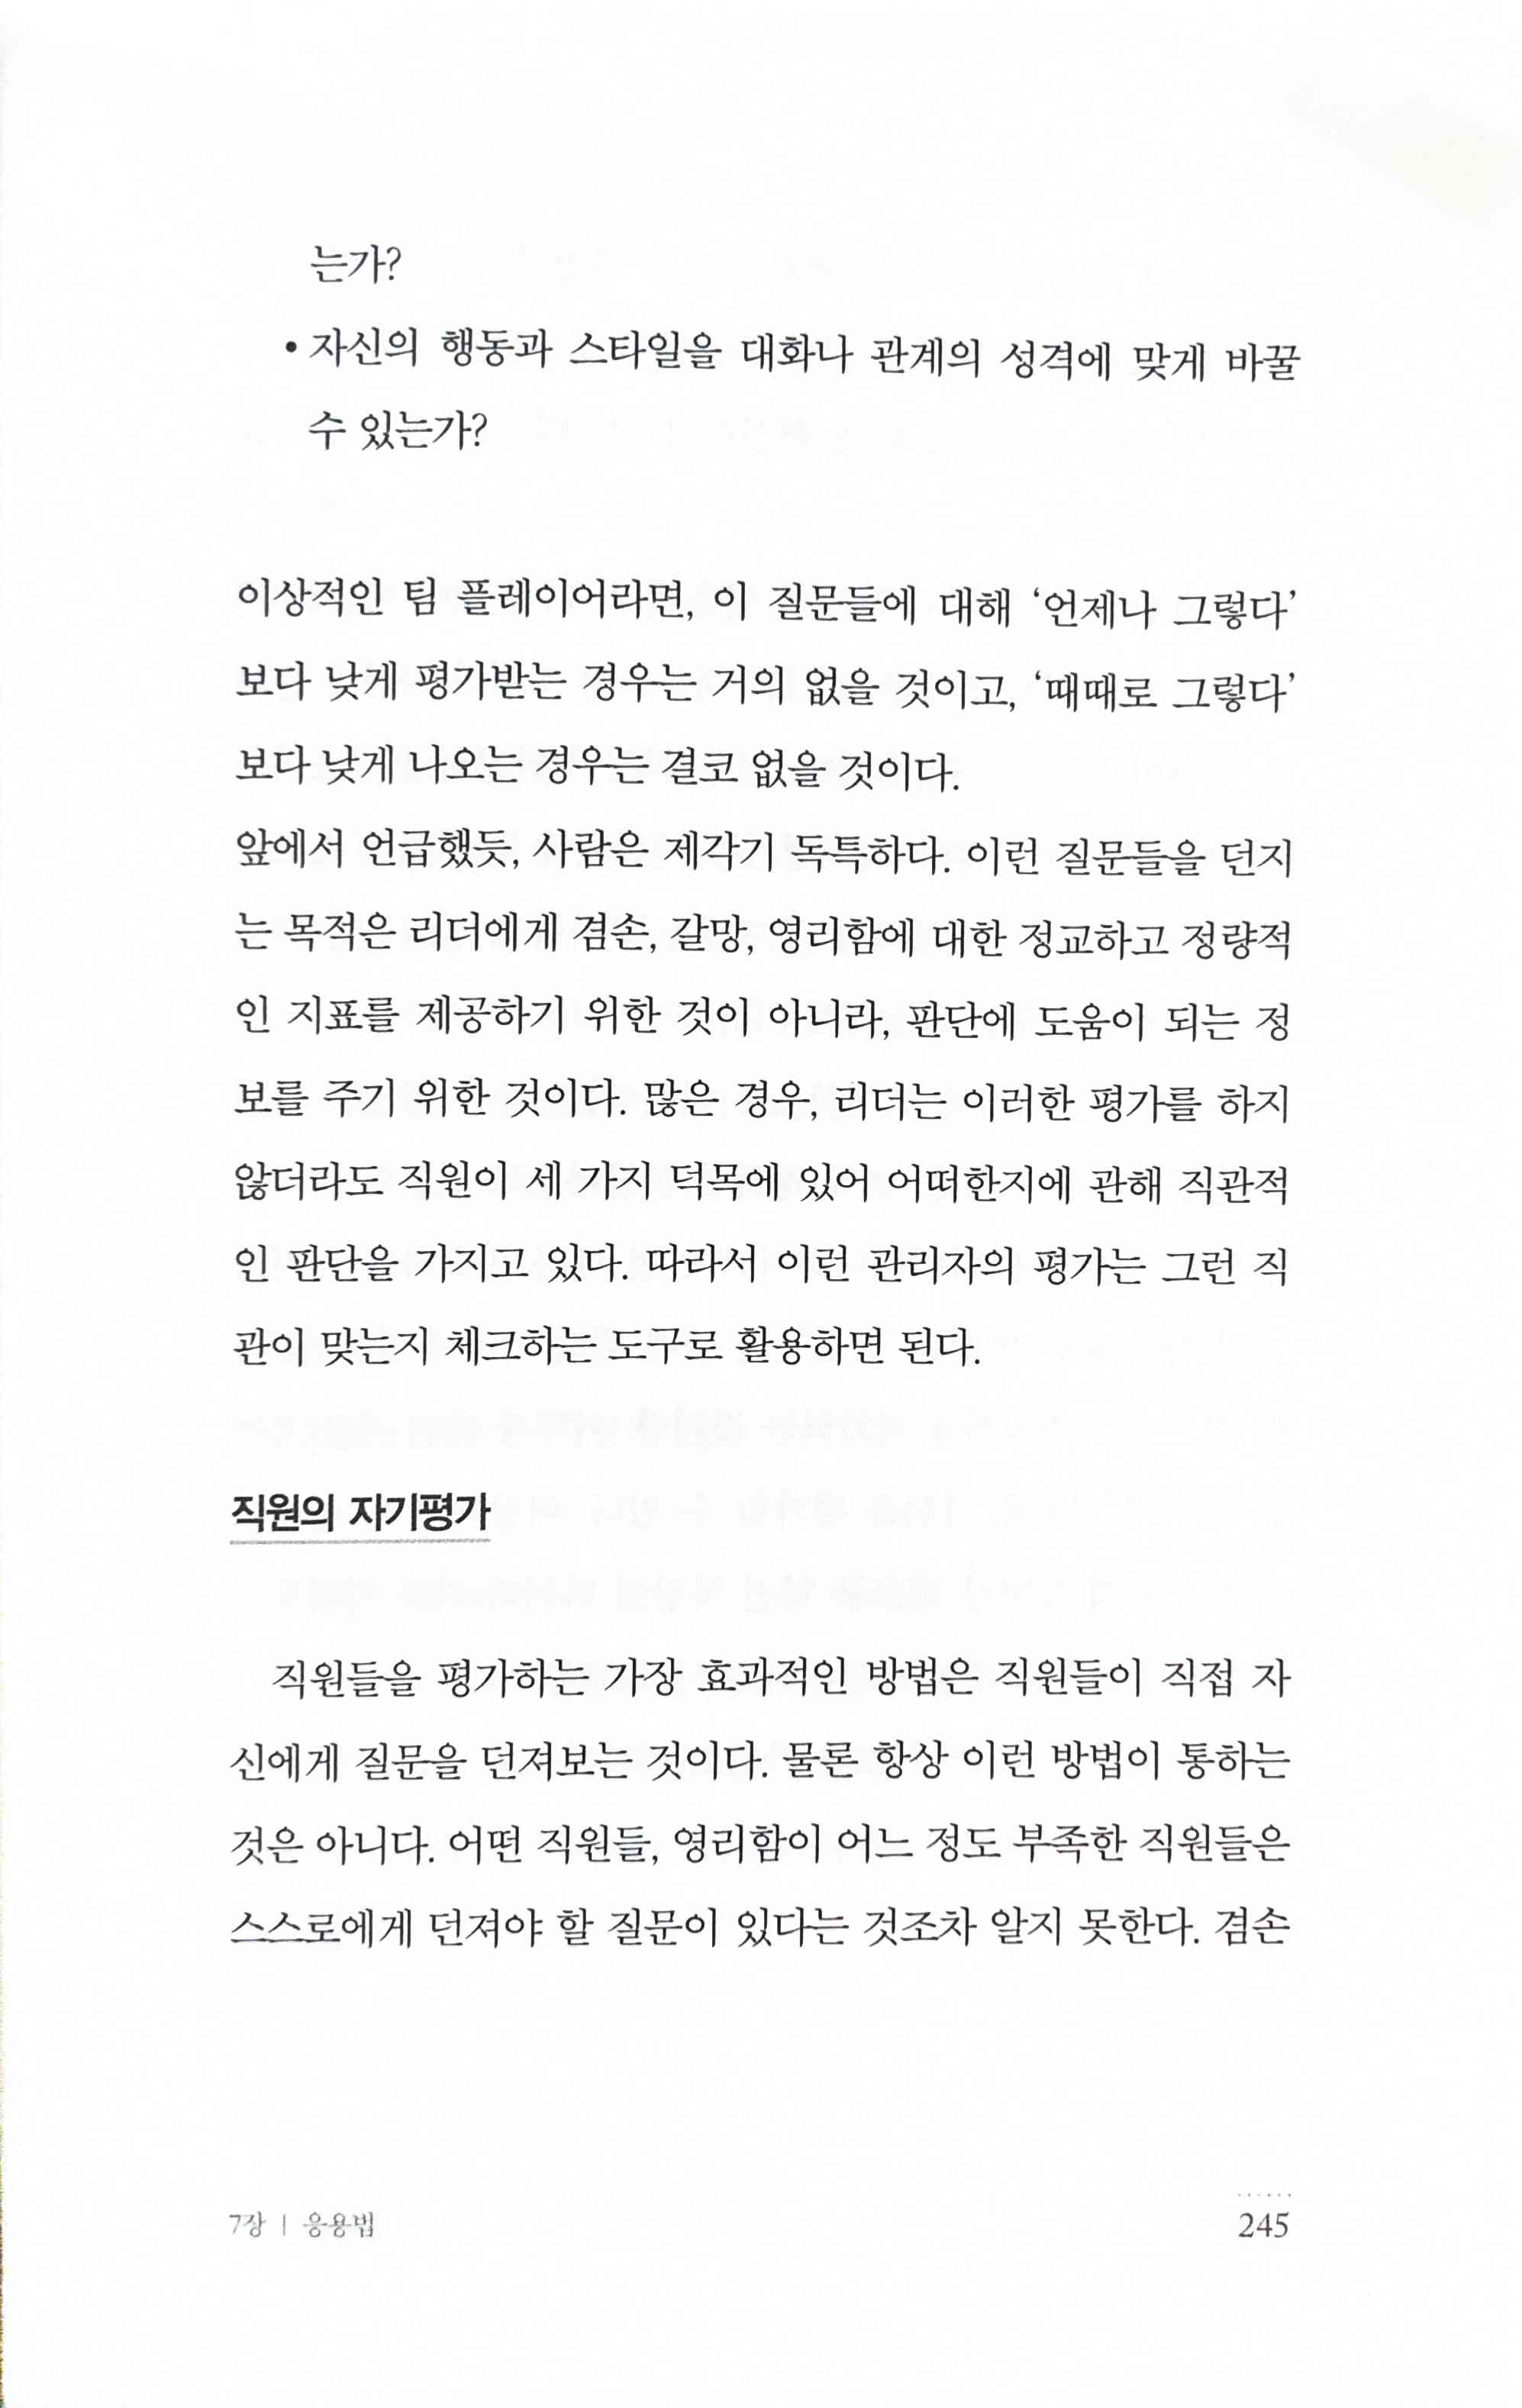 는가?
• 자신의 행동과 스타일을 대화나 관계의 성격에 맞게 바꿀
수 있는가?
이상적인 팀 플레이어라면, 이 질문들에 대해 ‘언제나 그렇다’
보다 낮게 평가받는 경우는 거의 없을 것이고, ‘때때로 그렇다’
보다 낮게 나오는 경우는 결코 없을 것이다.
앞에서 언급했듯, 사람은 제각기 독특하다. 이런 질문들을 던지
는 목적은 리더에게 겸손, 갈망, 영리함에 대한 정교하고 정량적
인 지표를 제공하기 위한 것이 아니라, 판단에 도움이 되는 정
보를 주기 위한 것이다. 많은 경우, 리더는 이러한 평가를 하지
않더라도 직원이 세 가지 덕목에 있어 어떠한지에 관해 직관적
인 판단을 가지고 있다. 따라서 이런 관리자의 평가는 그런 직
관이 맞는지 체크하는 도구로 활용하면 된다.
직원의 자기평가
직원들을 평가하는 가장 효과적인 방법은 직원들이 직접 자
신에게 질문을 던져보는 것이다. 물론 항상 이런 방법이 통하는
것은 아니다. 어떤 직원들, 영리함이 어느 정도 부족한 직원들은
스스로에게 던져야 할 질문이 있다는 것조차 알지 못한다. 겸손
7장 | 응용법
245